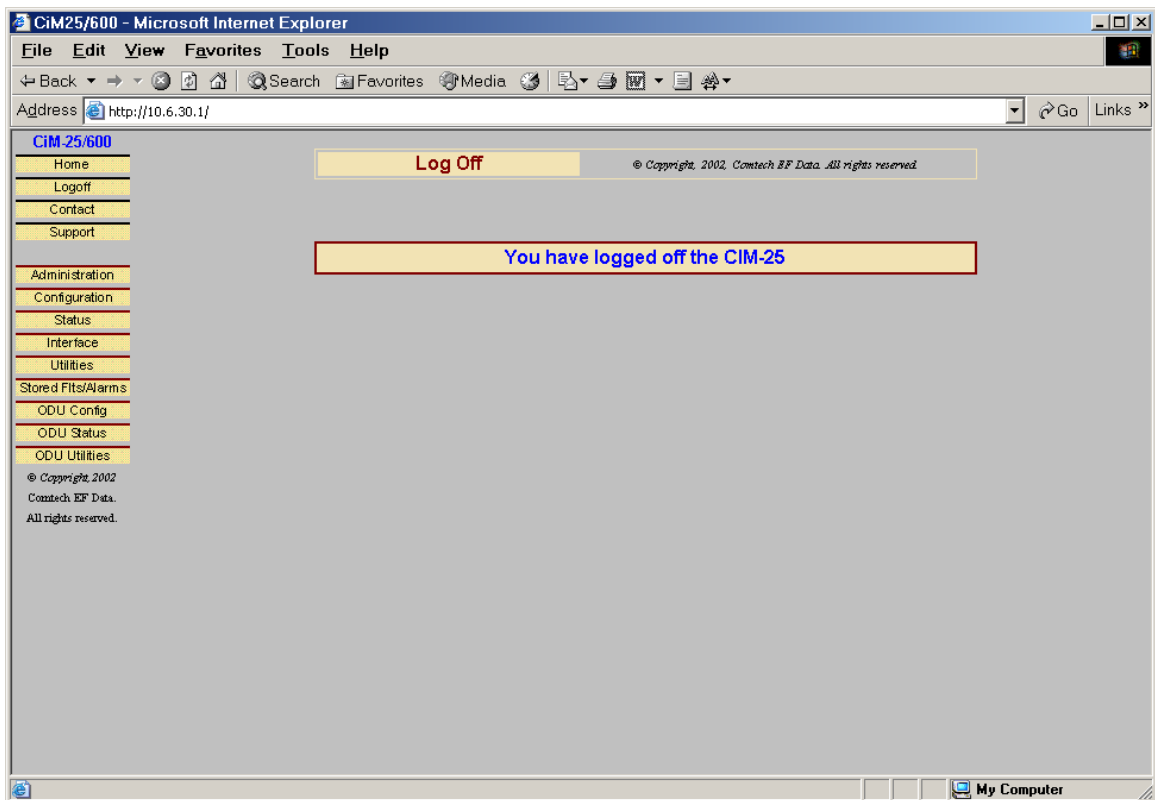 CiM25/600 - Microsoft Internet Explorer
File Edit View Favorites Tools Help
Back Search Favorites Media
Address http://10.6.30.1/ Go Links »
CiM-25/600
Home
Logoff
Contact
Support
Administration
Configuration
Status
Interface
Utilities
Stored Flts/Alarms
ODU Config
ODU Status
ODU Utilities
© Copyright, 2002
Comtech EF Data.
All rights reserved.
Log Off
© Copyright, 2002, Comtech EF Data. All rights reserved.
You have logged off the CIM-25
My Computer